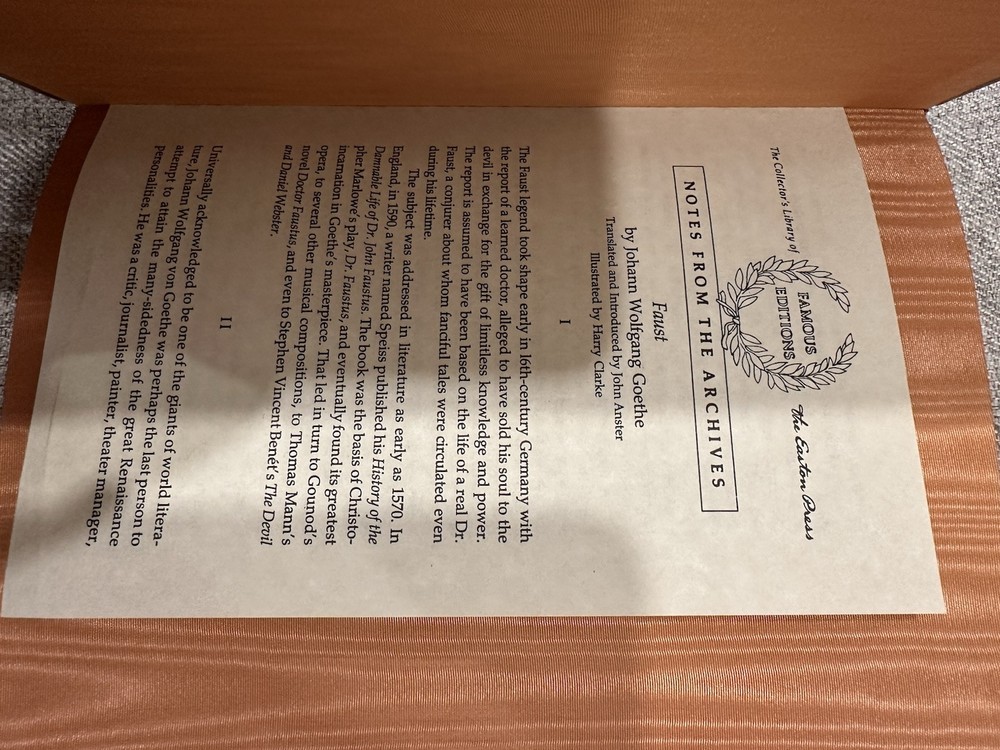 The Collector's Library of
FAMOUS
EDITIONS
The Easton Press
NOTES FROM THE ARCHIVES
Faust
by Johann Wolfgang Goethe
Translated and Introduced by John Anster
Illustrated by Harry Clarke
I
The Faust legend took shape early in 16th-century Germany with
the report of a learned doctor, alleged to have sold his soul to the
devil in exchange for the gift of limitless knowledge and power.
The report is assumed to have been based on the life of a real Dr.
Faust, a conjurer about whom fanciful tales were circulated even
during his lifetime.
The subject was addressed in literature as early as 1570. In
England, in 1590, a writer named Speiss published his History of the
Damnable Life of Dr. John Faustus. The book was the basis of Christo-
pher Marlowe's play, Dr. Faustus, and eventually found its greatest
incarnation in Goethe's masterpiece. That led in turn to Gounod's
opera, to several other musical compositions, to Thomas Mann's
novel Doctor Faustus, and even to Stephen Vincent Benét's The Devil
and Daniel Webster.
II
Universally acknowledged to be one of the giants of world litera-
ture, Johann Wolfgang von Goethe was perhaps the last person to
attempt to attain the many-sidedness of the great Renaissance
personalities. He was a critic, journalist, painter, theater manager,